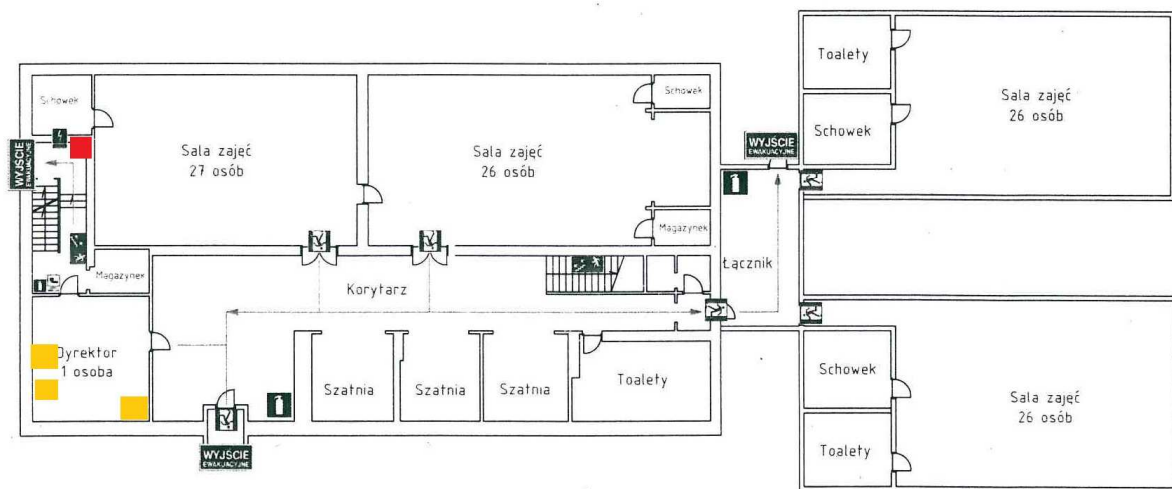 Toalety
Sala zajęć
26 osób
Schowek
Schowek
Sala zajęć
27 osób
Sala zajęć
26 osób
Schowek
WYJŚCIE
EWAKUACYJNE
WYJŚCIE
EWAKUACYJNE
Magazynek
Magazynek
Łącznik
Korytarz
Dyrektor
1 osoba
Szatnia
Szatnia
Szatnia
Toalety
Schowek
Sala zajęć
26 osób
Toalety
WYJŚCIE
EWAKUACYJNE